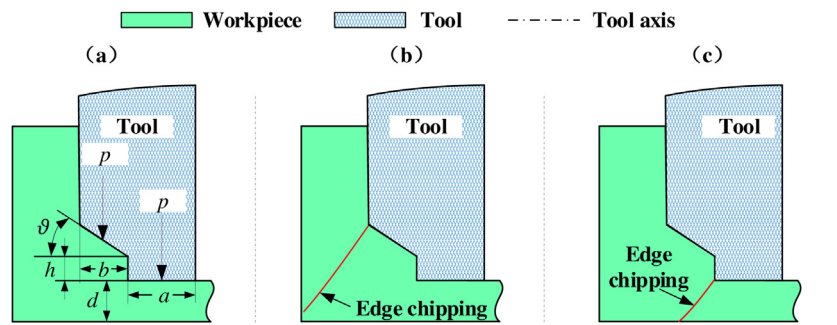 Workpiece Tool Tool axis
(a) (b) (c)
Tool Tool Tool
p
p
ϑ
h b
d a
Edge chipping
Edge
chipping